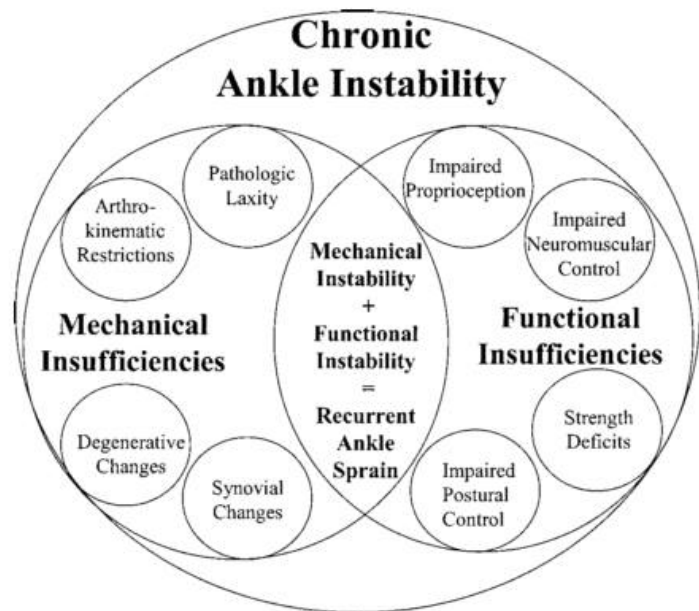 Chronic
Ankle Instability
Pathologic
Laxity
Arthro-
kinematic
Restrictions
Mechanical
Insufficiencies
Degenerative
Changes
Synovial
Changes
Mechanical
Instability
+
Functional
Instability
=
Recurrent
Ankle
Sprain
Impaired
Proprioception
Impaired
Neuromuscular
Control
Functional
Insufficiencies
Strength
Deficits
Impaired
Postural
Control